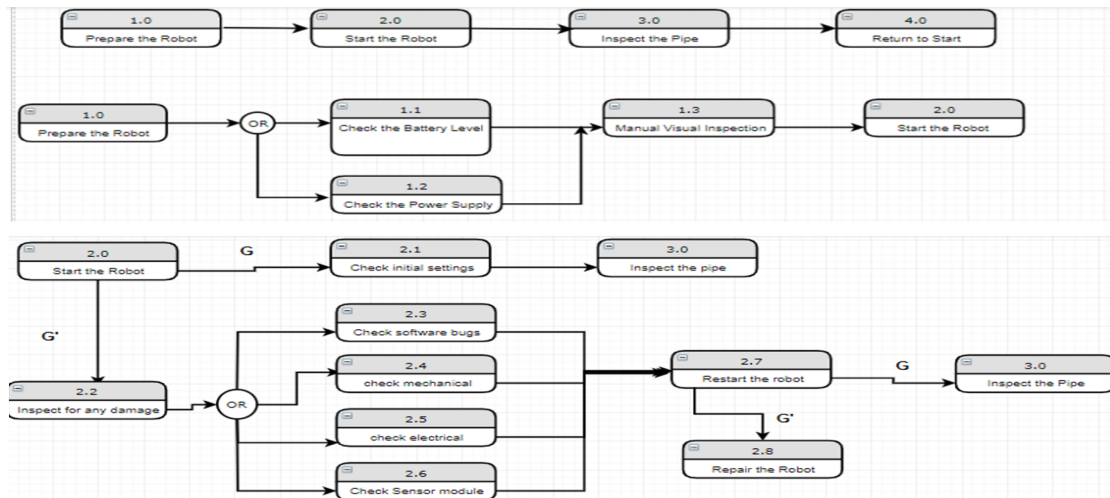 1.0
Prepare the Robot
2.0
Start the Robot
3.0
Inspect the Pipe
4.0
Return to Start
1.0
Prepare the Robot
OR
1.1
Check the Battery Level
1.2
Check the Power Supply
1.3
Manual Visual Inspection
2.0
Start the Robot
2.0
Start the Robot
G
2.1
Check initial settings
3.0
Inspect the pipe
G'
2.2
Inspect for any damage
OR
2.3
Check software bugs
2.4
check mechanical
2.5
check electrical
2.6
Check Sensor module
2.7
Restart the robot
G
3.0
Inspect the Pipe
G'
2.8
Repair the Robot